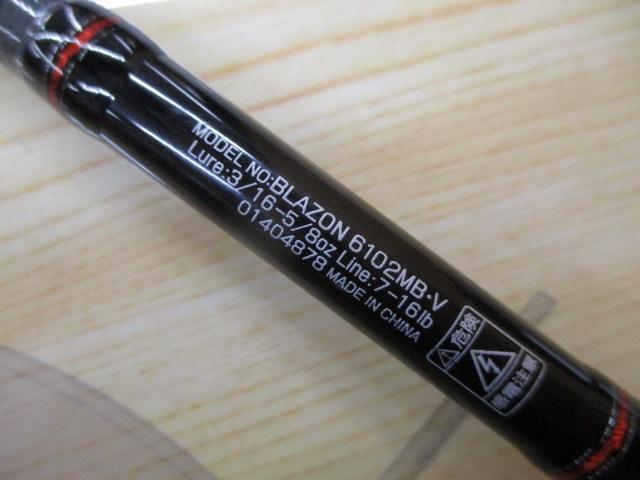 MODEL NO:BLAZON 6102MB・V
Lure:3/16-5/8oz Line:7-16lb
01404878 MADE IN CHINA
危険
感電注意